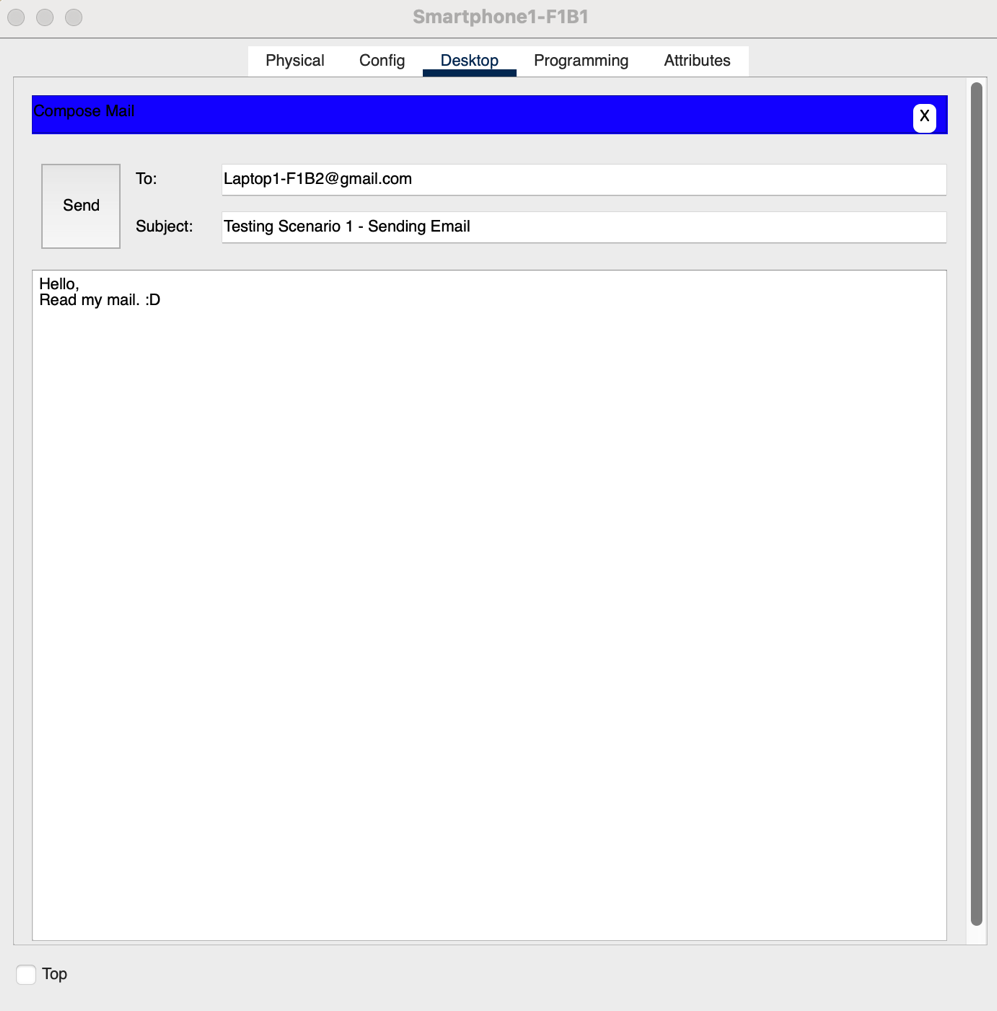 Smartphone1-F1B1
Physical Config Desktop Programming Attributes
Compose Mail
X
Send
To: Laptop1-F1B2@gmail.com
Subject: Testing Scenario 1 - Sending Email
Hello,
Read my mail. :D
Top